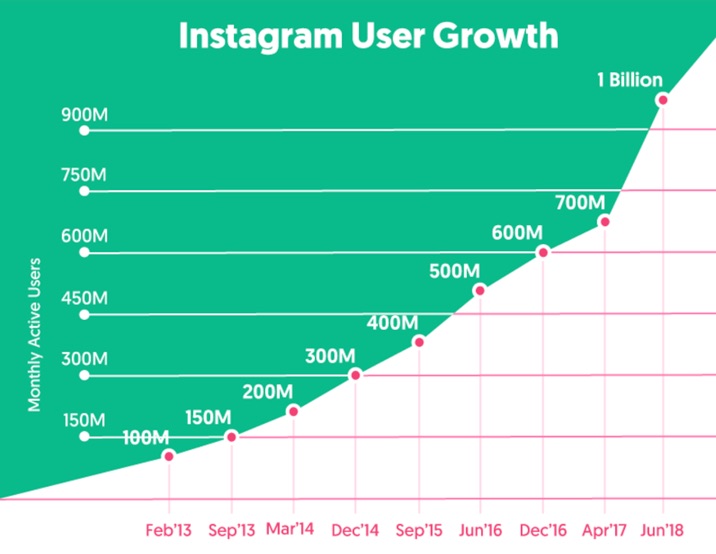 Instagram User Growth
1 Billion
900M
750M
700M
600M
600M
500M
450M
400M
300M
300M
200M
150M
150M
100M
Monthly Active Users
Feb'13 Sep'13 Mar'14 Dec'14 Sep'15 Jun'16 Dec'16 Apr'17 Jun'18